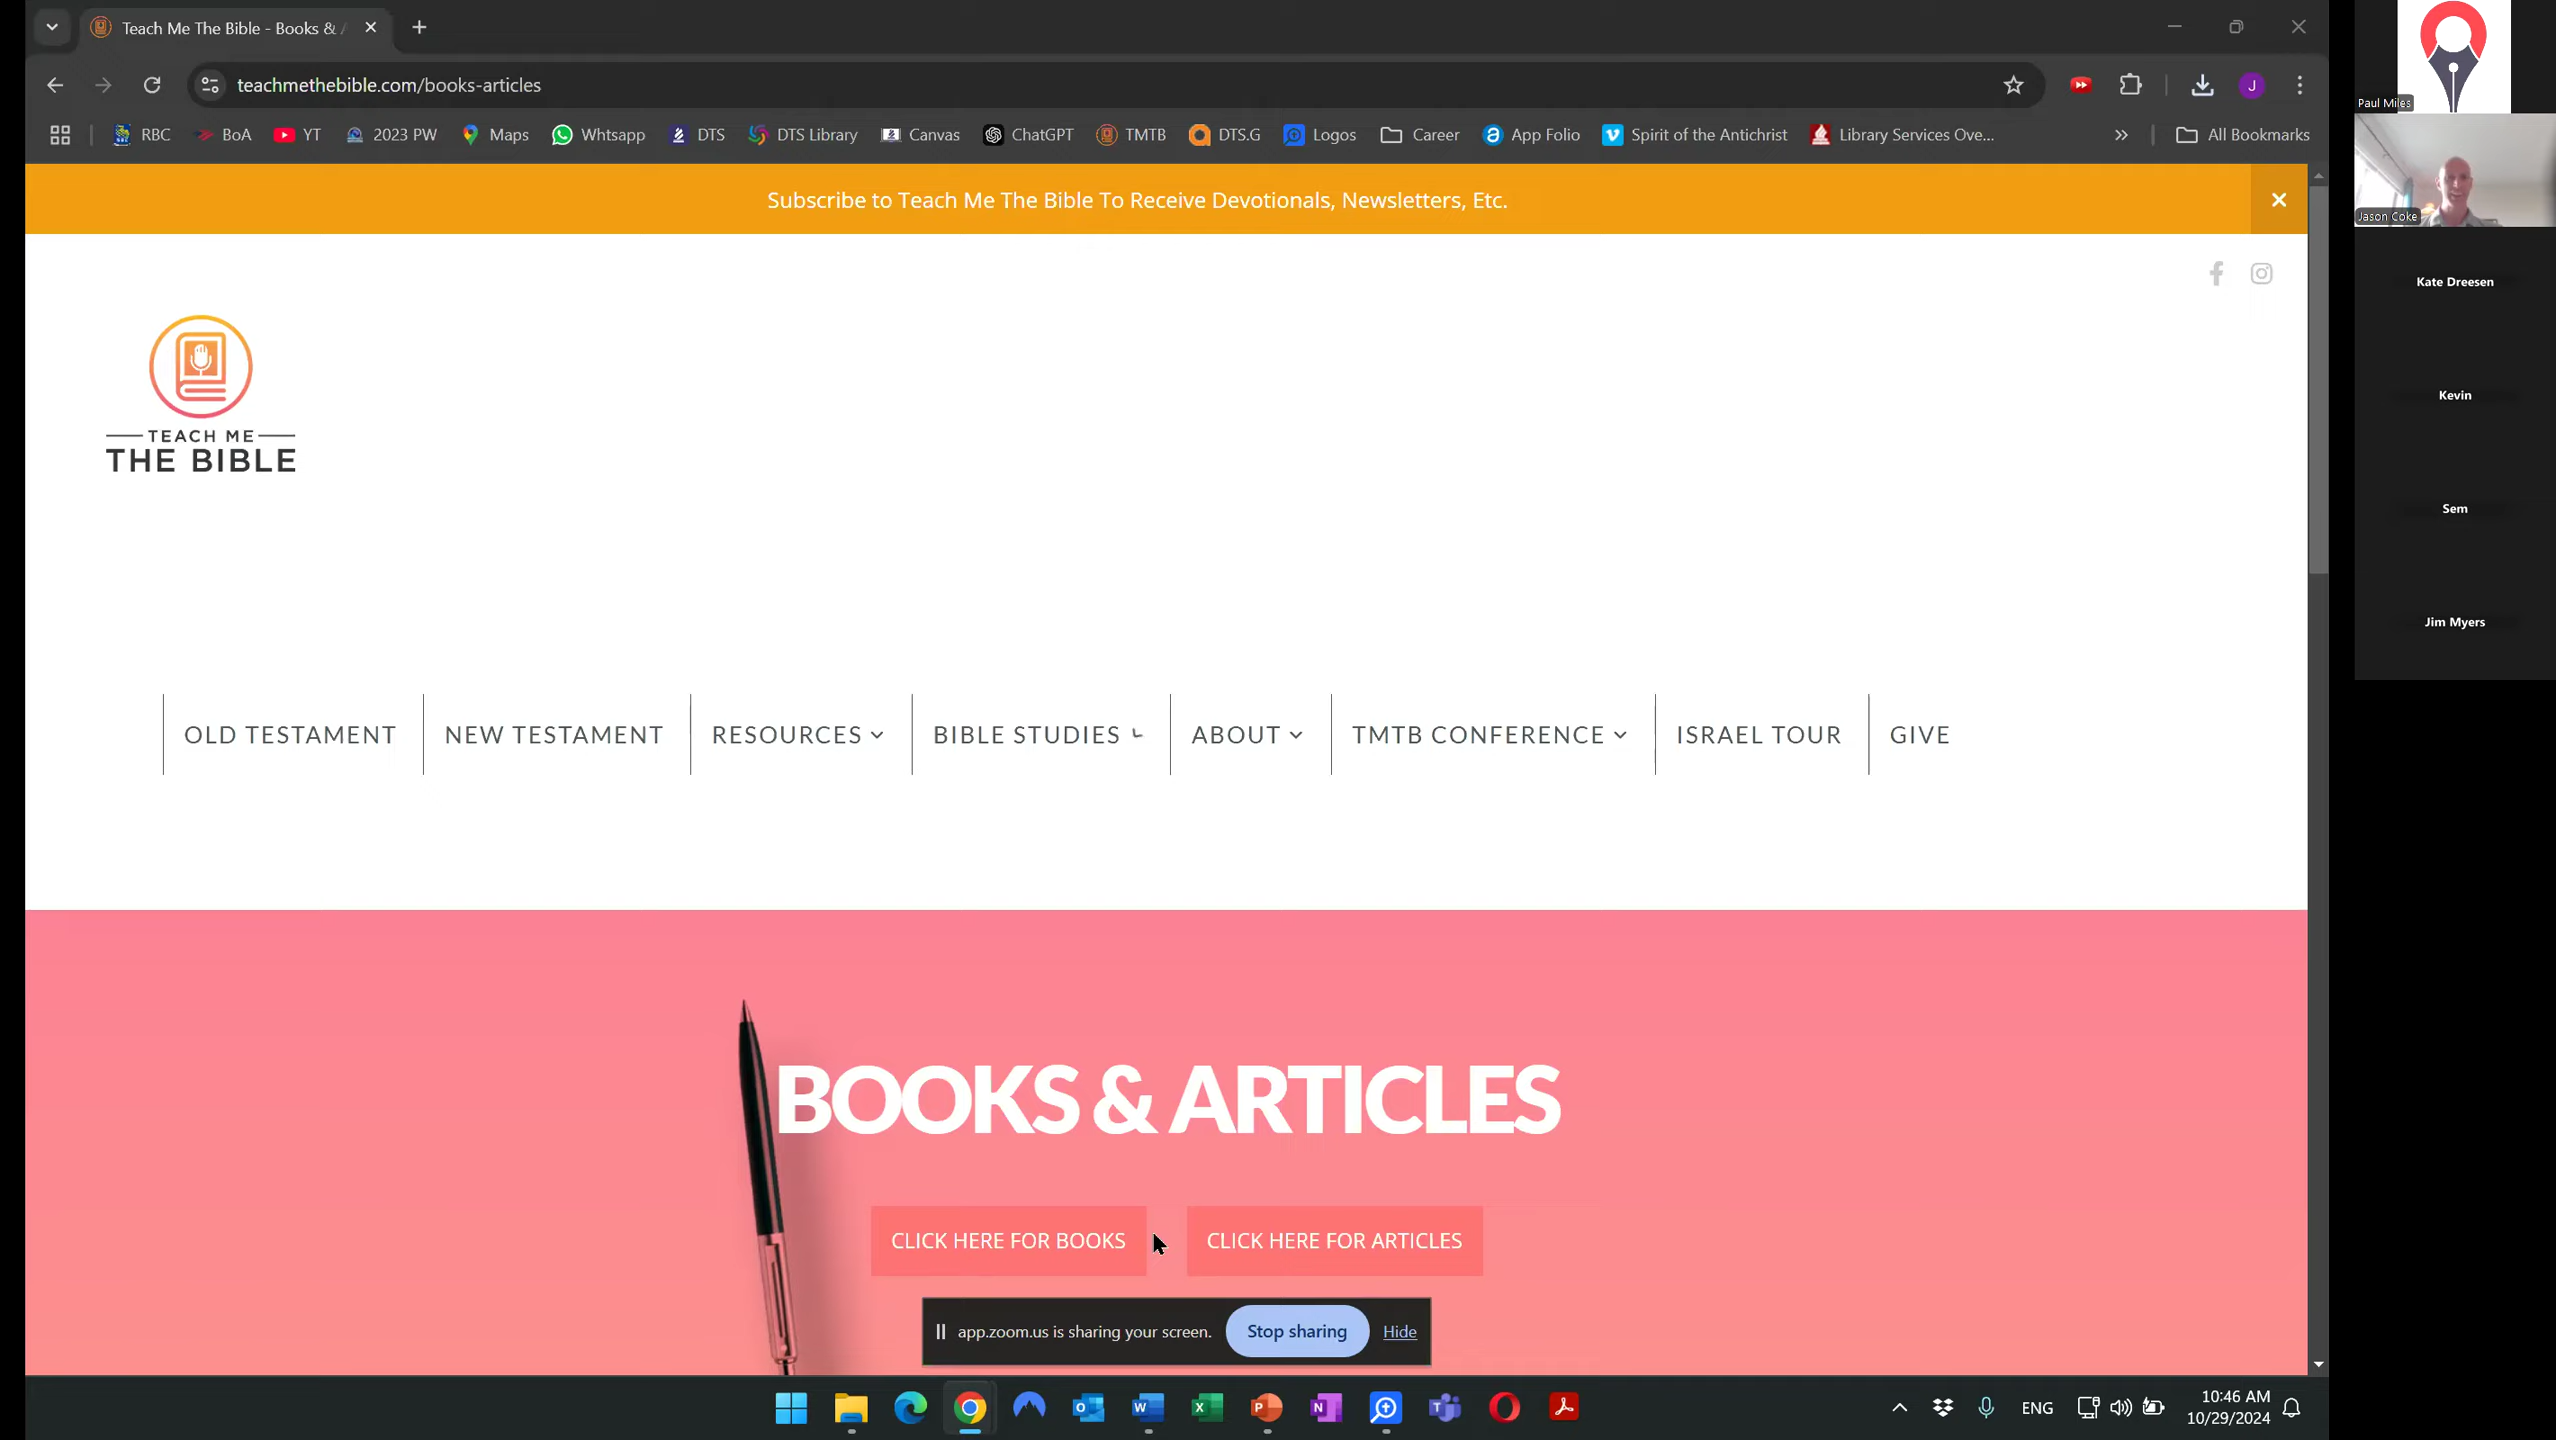 Teach Me The Bible - Books & A
teachmethebible.com/books-articles
J
RBC BoA YT 2023 PW Maps Whtsapp DTS DTS Library Canvas ChatGPT TMTB DTS.G Logos Career App Folio Spirit of the Antichrist Library Services Ove... All Bookmarks
Subscribe to Teach Me The Bible To Receive Devotionals, Newsletters, Etc.
TEACH ME
THE BIBLE
OLD TESTAMENT NEW TESTAMENT RESOURCES BIBLE STUDIES ABOUT TMTB CONFERENCE ISRAEL TOUR GIVE
BOOKS & ARTICLES
CLICK HERE FOR BOOKS CLICK HERE FOR ARTICLES
app.zoom.us is sharing your screen. Stop sharing Hide
ENG
10:46 AM
10/29/2024
Paul Miles
Jason Coke
Kate Dreesen
Kevin
Sem
Jim Myers